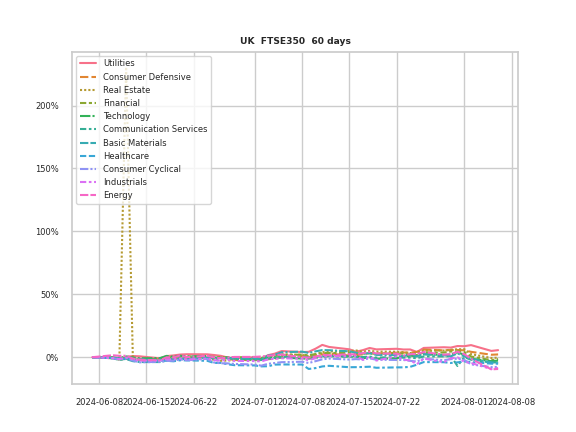 UK FTSE350 60 days
Utilities
Consumer Defensive
Real Estate
Financial
Technology
Communication Services
Basic Materials
Healthcare
Consumer Cyclical
Industrials
Energy
200%
150%
100%
50%
0%
2024-06-08 2024-06-15 2024-06-22 2024-07-01 2024-07-08 2024-07-15 2024-07-22 2024-08-01 2024-08-08